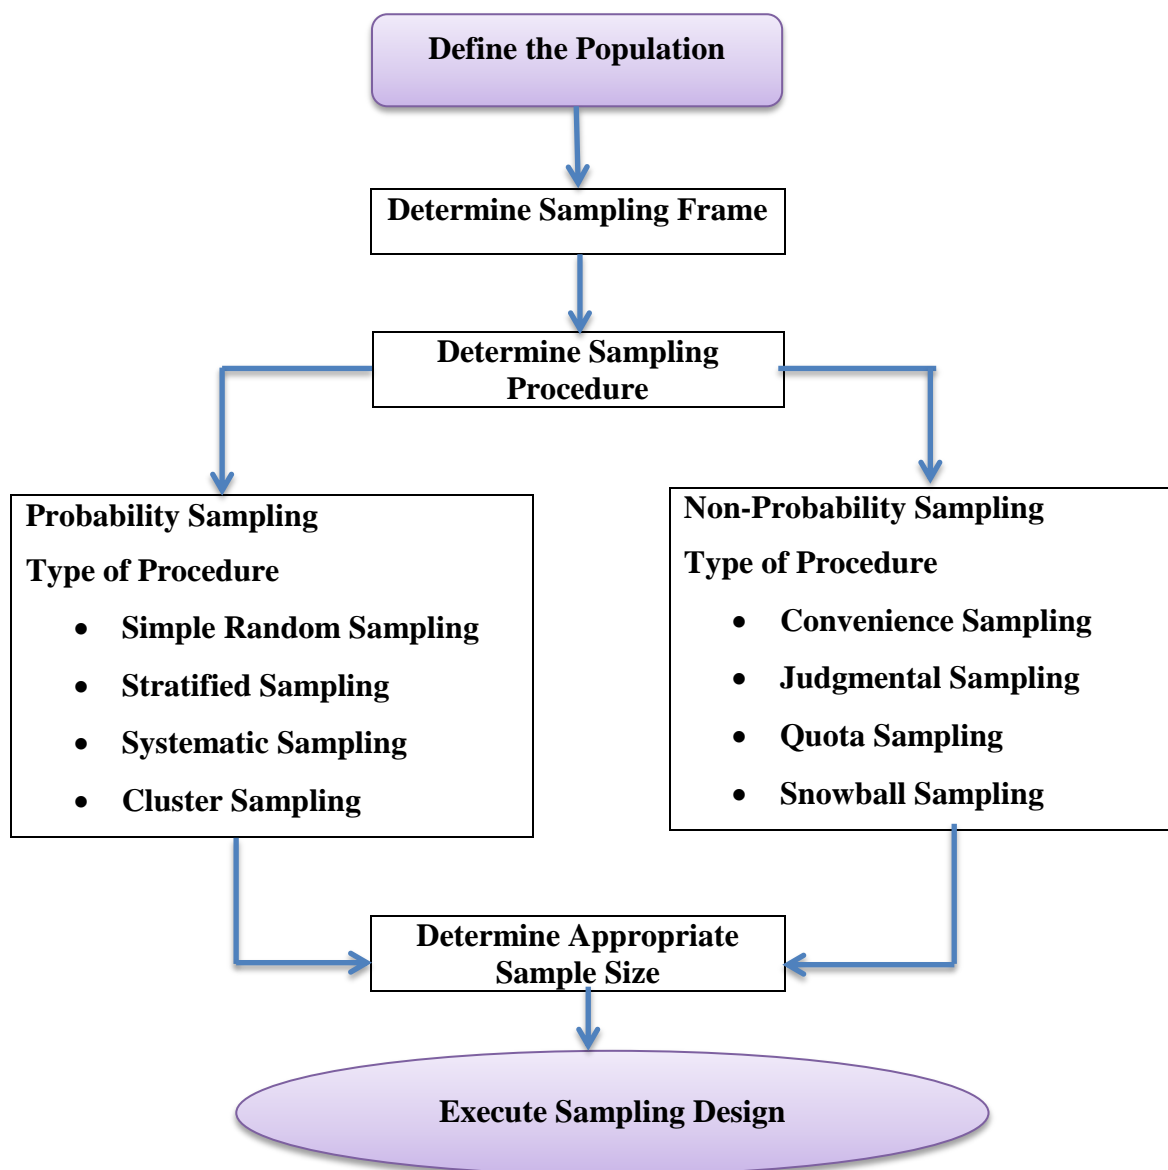 Define the Population
Determine Sampling Frame
Determine Sampling
Procedure
Probability Sampling
Type of Procedure
• Simple Random Sampling
• Stratified Sampling
• Systematic Sampling
• Cluster Sampling
Non-Probability Sampling
Type of Procedure
• Convenience Sampling
• Judgmental Sampling
• Quota Sampling
• Snowball Sampling
Determine Appropriate
Sample Size
Execute Sampling Design